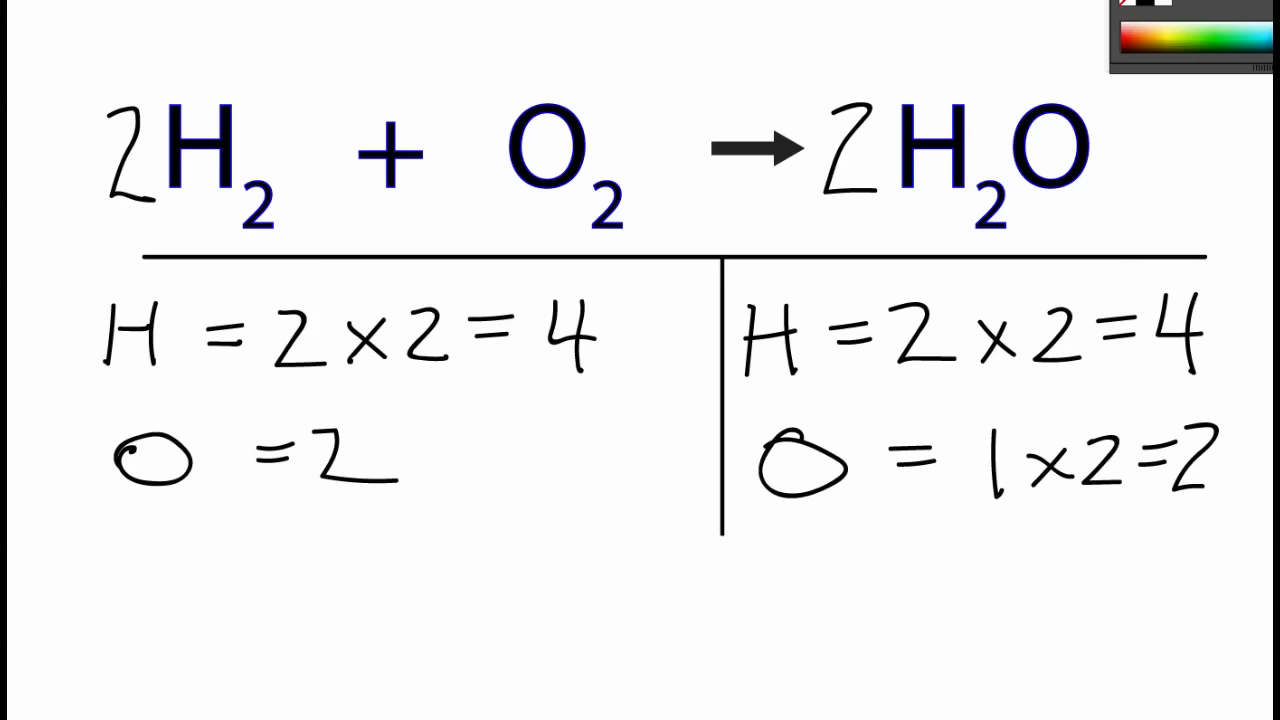 2H₂ + O₂ → 2H₂O
H = 2 x 2 = 4 H = 2 x 2 = 4
O = 2 O = 1 x 2 = 2